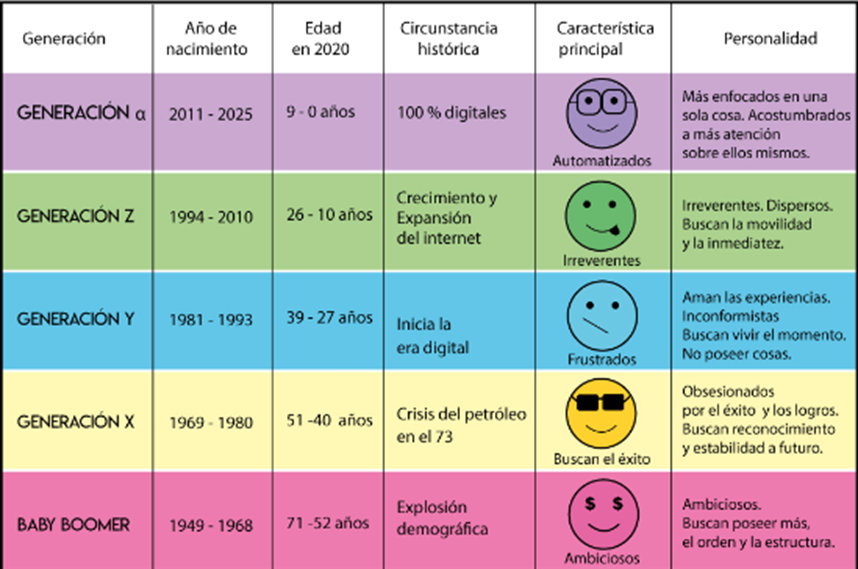 Generación
Año de
nacimiento
Edad
en 2020
Circunstancia
histórica
Característica
principal
Personalidad
GENERACIÓN α
2011 - 2025
9 - 0 años
100 % digitales
Automatizados
Más enfocados en una
sola cosa. Acostumbrados
a más atención
sobre ellos mismos.
GENERACIÓN Z
1994 - 2010
26 - 10 años
Crecimiento y
Expansión
del internet
Irreverentes
Irreverentes. Dispersos.
Buscan la movilidad
y la inmediatez.
GENERACIÓN Y
1981 - 1993
39 - 27 años
Inicia la
era digital
Frustrados
Aman las experiencias.
Inconformistas
Buscan vivir el momento.
No poseer cosas.
GENERACIÓN X
1969 - 1980
51 -40 años
Crisis del petróleo
en el 73
Buscan el éxito
Obsesionados
por el éxito y los logros.
Buscan reconocimiento
y estabilidad a futuro.
BABY BOOMER
1949 - 1968
71 -52 años
Explosión
demográfica
$ $
Ambiciosos
Ambiciosos.
Buscan poseer más,
el orden y la estructura.